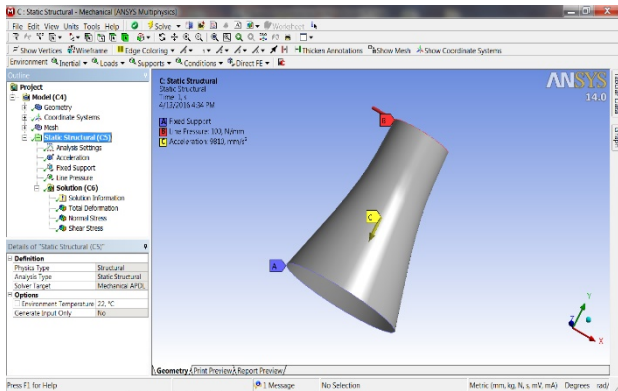 C : Static Structural - Mechanical [ANSYS Multiphysics]
File Edit View Units Tools Help Solve Worksheet
Show Vertices Wireframe Edge Coloring Thicken Annotations Show Mesh Show Coordinate Systems
Environment Inertial Loads Supports Conditions Direct FE
Outline
Project
Model (C4)
Geometry
Coordinate Systems
Mesh
Static Structural (C5)
Analysis Settings
Acceleration
Fixed Support
Line Pressure
Solution (C6)
Solution Information
Total Deformation
Normal Stress
Shear Stress
Details of "Static Structural (C5)"
Definition
Physics Type Structural
Analysis Type Static Structural
Solver Target Mechanical APDL
Options
Environment Temperature 22, °C
Generate Input Only No
C: Static Structural
Static Structural
Time: 1, s
4/13/2016 4:34 PM
A Fixed Support
B Line Pressure: 100, N/mm
C Acceleration: 9810, mm/s²
ANSYS
14.0
B
C
A
Y
Z
X
Geometry Print Preview Report Preview
Press F1 for Help
1 Message
No Selection
Metric (mm, kg, N, s, mV, mA) Degrees rad/